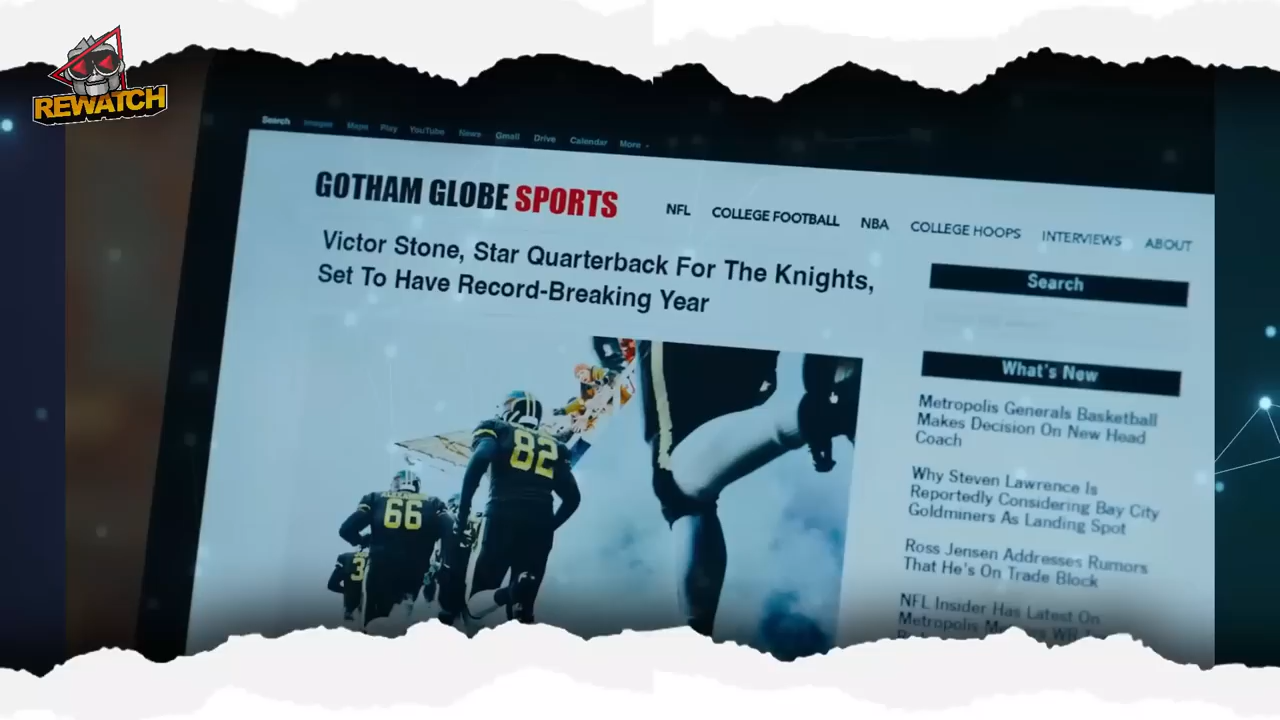 REWATCH
Search Images Maps Play YouTube News Gmail Drive Calendar More
GOTHAM GLOBE SPORTS
NFL COLLEGE FOOTBALL NBA COLLEGE HOOPS INTERVIEWS ABOUT
Victor Stone, Star Quarterback For The Knights,
Set To Have Record-Breaking Year
82
66
3
Search
What's New
Metropolis Generals Basketball
Makes Decision On New Head
Coach
Why Steven Lawrence Is
Reportedly Considering Bay City
Goldminers As Landing Spot
Ross Jensen Addresses Rumors
That He's On Trade Block
NFL Insider Has Latest On
Metropolis